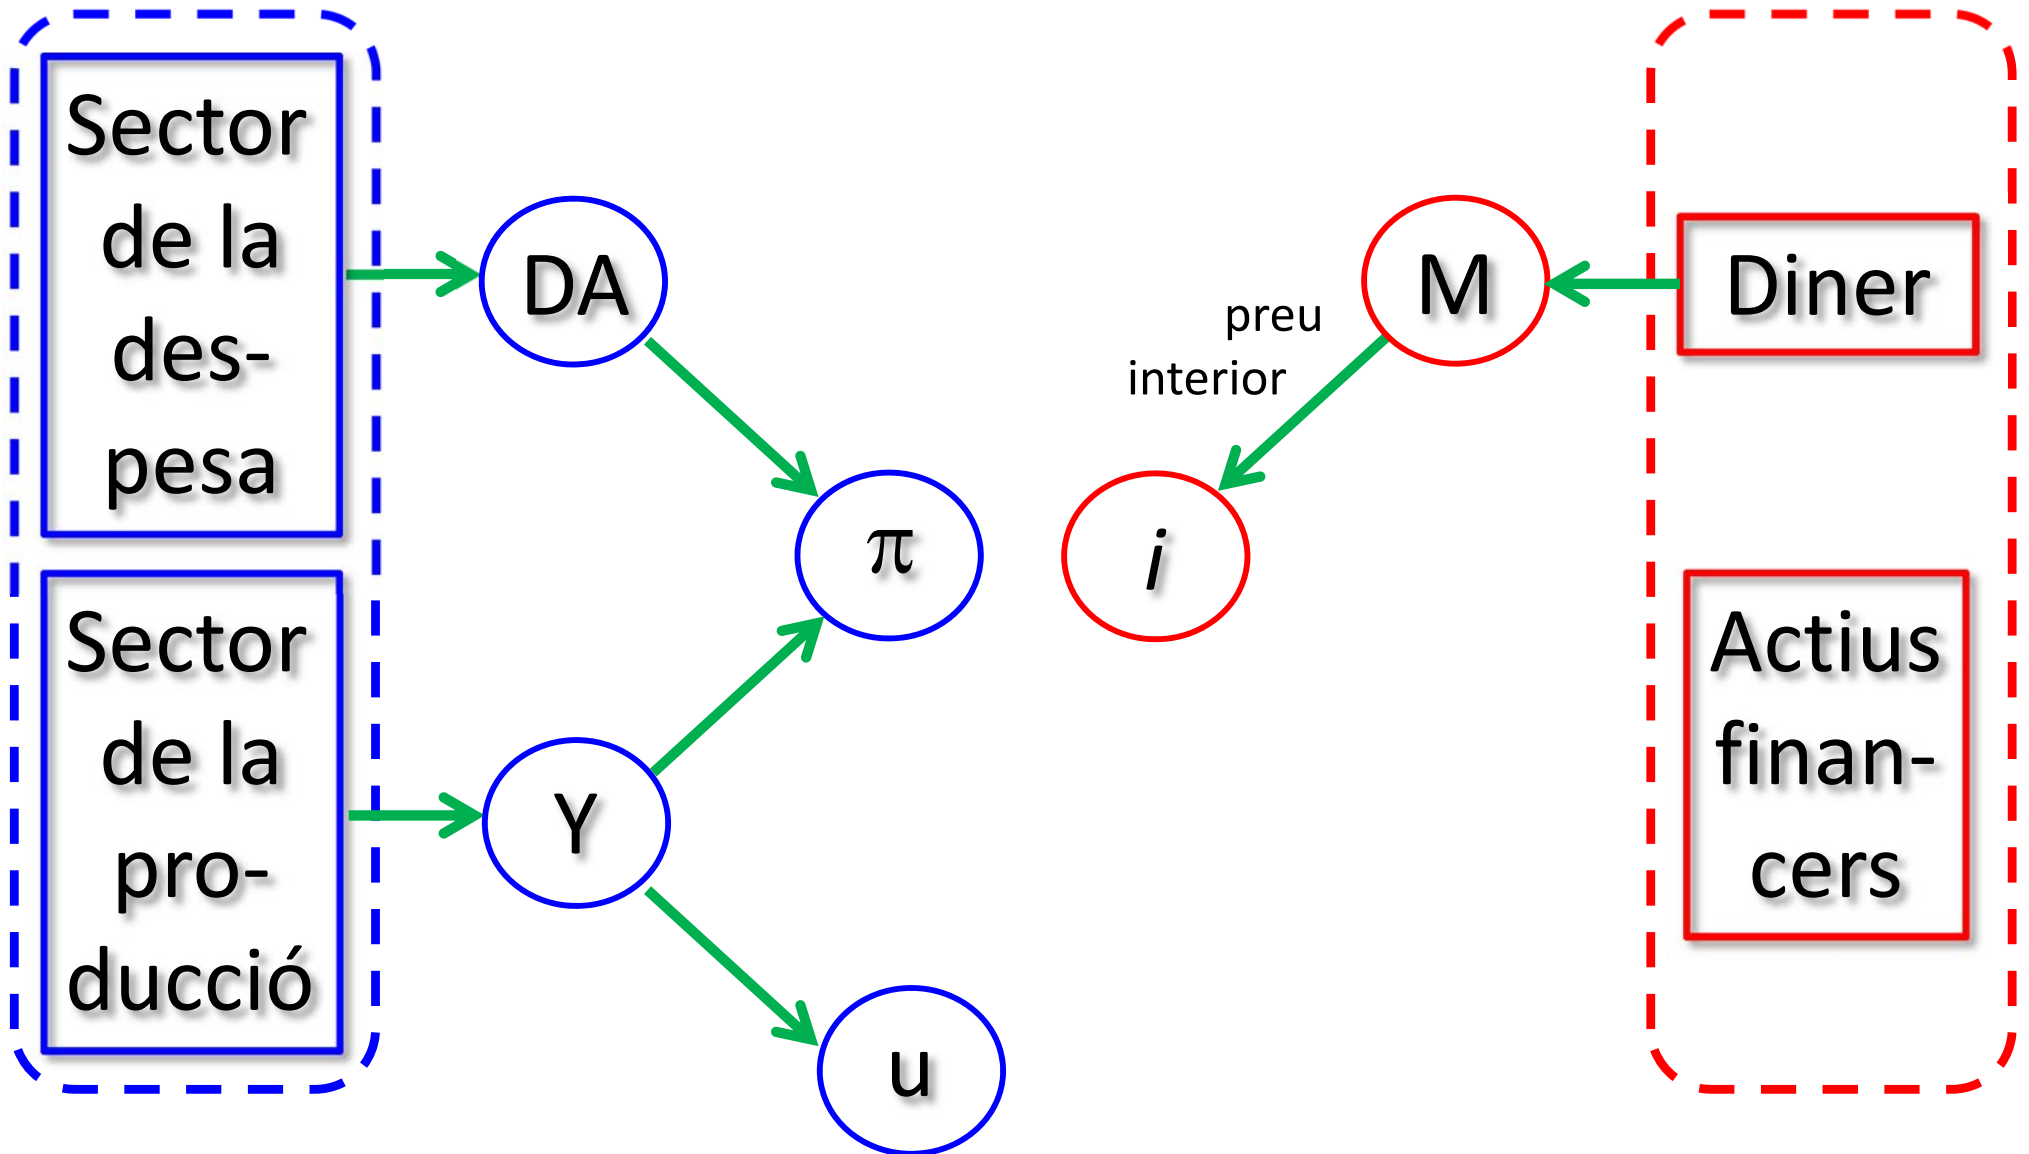 Sector
de la
des-
pesa
Sector
de la
pro-
ducció
DA
Y
π
u
i
preu
interior
M
Diner
Actius
finan-
cers